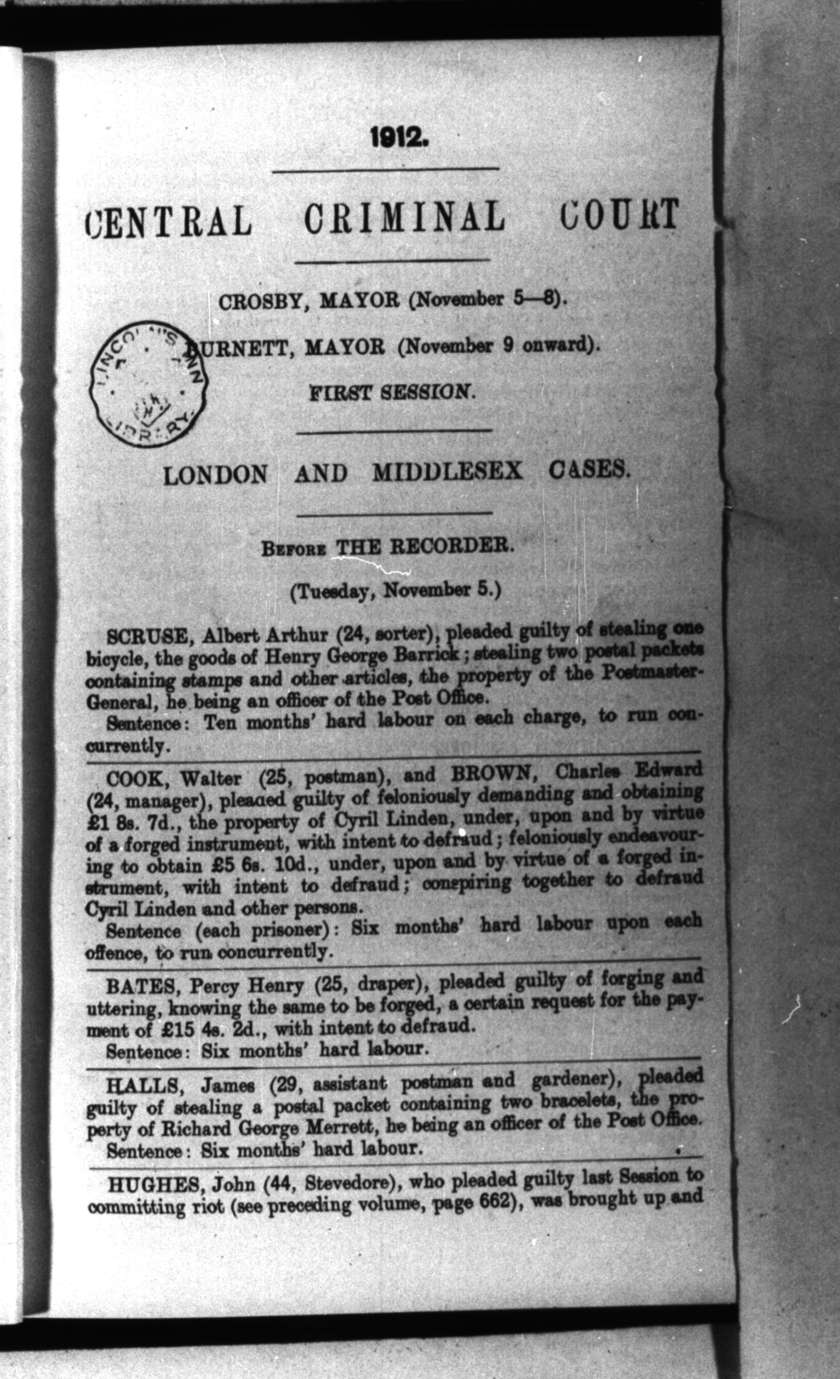 1912.
CENTRAL CRIMINAL COURT
CROSBY, MAYOR (November 5—8).
BURNETT, MAYOR (November 9 onward).
FIRST SESSION.
LINCOLN'S INN
LIBRARY
LONDON AND MIDDLESEX CASES.
BEFORE THE RECORDER.
(Tuesday, November 5.)
SCRUSE, Albert Arthur (24, sorter), pleaded guilty of stealing one
bicycle, the goods of Henry George Barrick; stealing two postal packets
containing stamps and other articles, the property of the Postmaster-
General, he being an officer of the Post Office.
Sentence: Ten months' hard labour on each charge, to run con-
currently.
COOK, Walter (25, postman), and BROWN, Charles Edward
(24, manager), pleaded guilty of feloniously demanding and obtaining
£1 8s. 7d., the property of Cyril Linden, under, upon and by virtue
of a forged instrument, with intent to defraud; feloniously endeavour-
ing to obtain £5 6s. 10d., under, upon and by virtue of a forged in-
strument, with intent to defraud; conspiring together to defraud
Cyril Linden and other persons.
Sentence (each prisoner): Six months' hard labour upon each
offence, to run concurrently.
BATES, Percy Henry (25, draper), pleaded guilty of forging and
uttering, knowing the same to be forged, a certain request for the pay-
ment of £15 4s. 2d., with intent to defraud.
Sentence: Six months' hard labour.
HALLS, James (29, assistant postman and gardener), pleaded
guilty of stealing a postal packet containing two bracelets, the pro-
perty of Richard George Merrett, he being an officer of the Post Office.
Sentence: Six months' hard labour.
HUGHES, John (44, Stevedore), who pleaded guilty last Session to
committing riot (see preceding volume, page 662), was brought up and